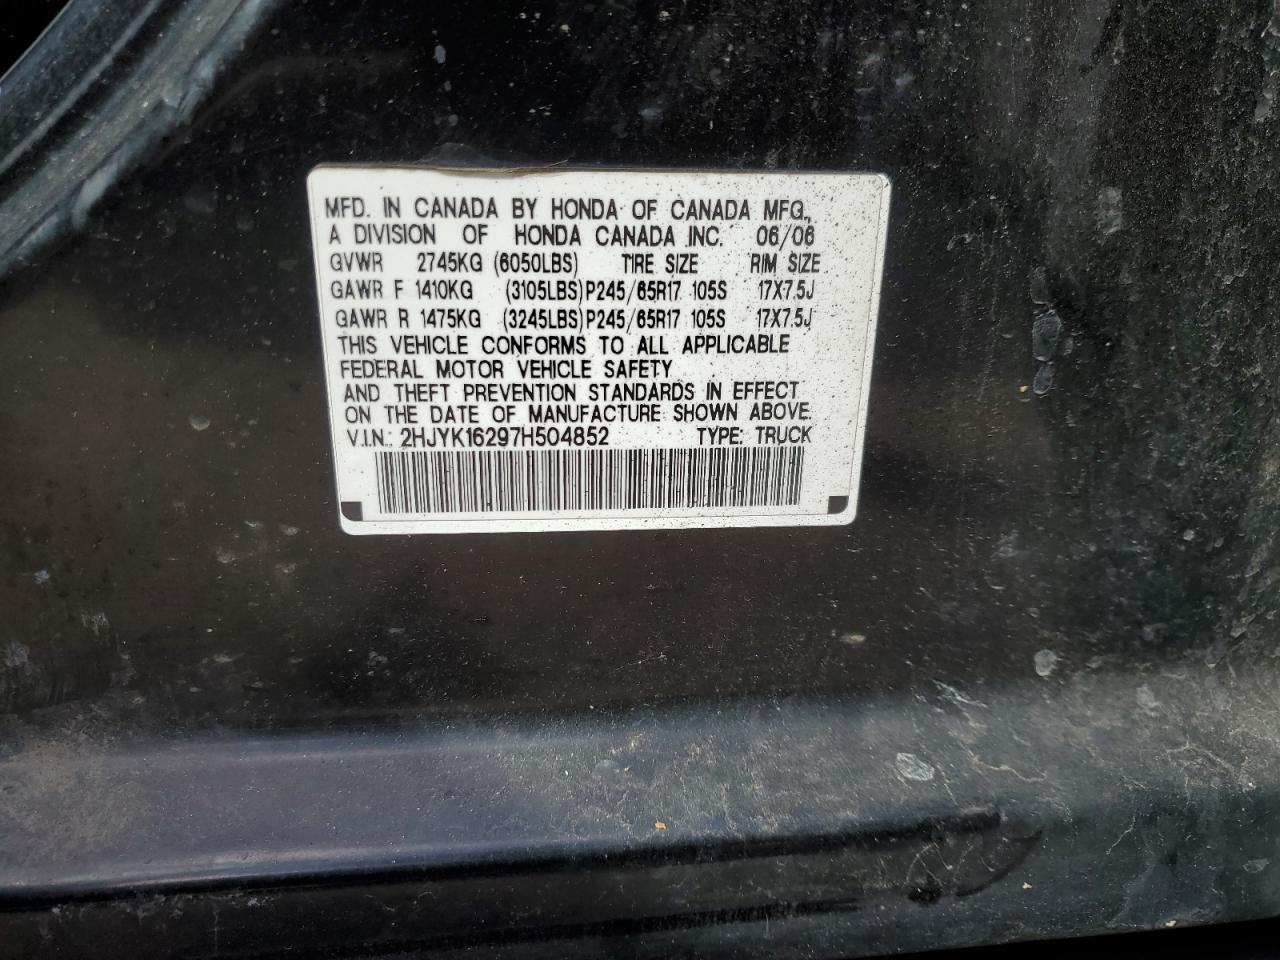 MFD. IN CANADA BY HONDA OF CANADA MFG.,
A DIVISION OF HONDA CANADA INC. 06/06
GVWR 2745KG (6050LBS) TIRE SIZE RIM SIZE
GAWR F 1410KG (3105LBS) P245/65R17 105S 17X7.5J
GAWR R 1475KG (3245LBS) P245/65R17 105S 17X7.5J
THIS VEHICLE CONFORMS TO ALL APPLICABLE
FEDERAL MOTOR VEHICLE SAFETY
AND THEFT PREVENTION STANDARDS IN EFFECT
ON THE DATE OF MANUFACTURE SHOWN ABOVE.
V.I.N.: 2HJYK16297H504852 TYPE: TRUCK